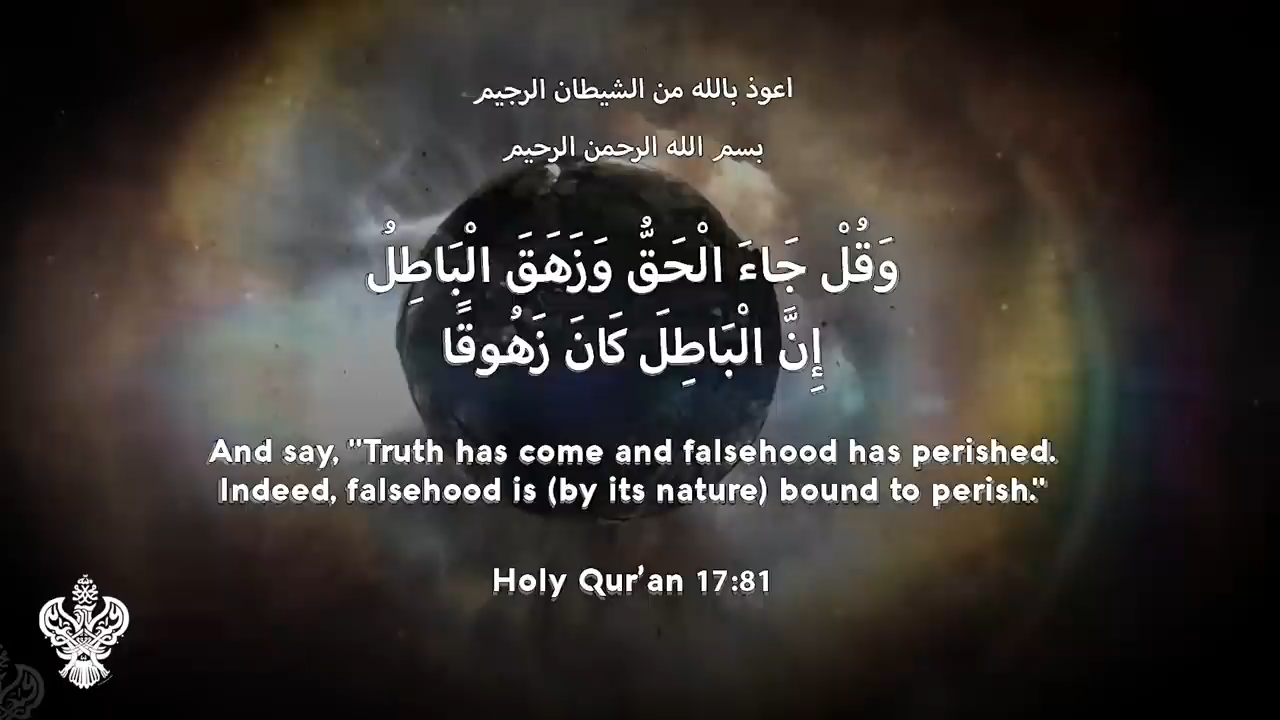 اعوذ بالله من الشيطان الرجيم
بسم الله الرحمن الرحيم
وَقُلْ جَاءَ الْحَقُّ وَزَهَقَ الْبَاطِلُ
إِنَّ الْبَاطِلَ كَانَ زَهُوقًا
And say, "Truth has come and falsehood has perished.
Indeed, falsehood is (by its nature) bound to perish."
Holy Qur'an 17:81